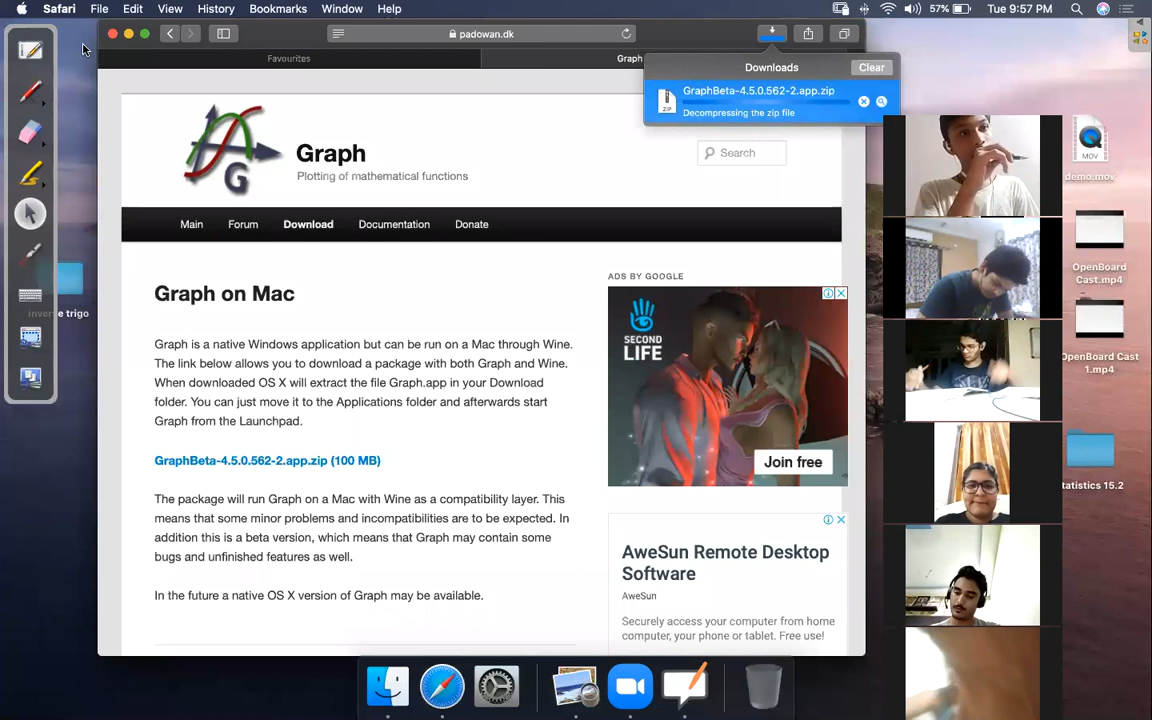 Safari File Edit View History Bookmarks Window Help 57% Tue 9:57 PM
padowan.dk
Favourites Graph
Downloads Clear
GraphBeta-4.5.0.562-2.app.zip
ZIP
Decompressing the zip file
G
Graph
Plotting of mathematical functions
Search
Main Forum Download Documentation Donate
Graph on Mac
Graph is a native Windows application but can be run on a Mac through Wine.
The link below allows you to download a package with both Graph and Wine.
When downloaded OS X will extract the file Graph.app in your Download
folder. You can just move it to the Applications folder and afterwards start
Graph from the Launchpad.
GraphBeta-4.5.0.562-2.app.zip (100 MB)
The package will run Graph on a Mac with Wine as a compatibility layer. This
means that some minor problems and incompatibilities are to be expected. In
addition this is a beta version, which means that Graph may contain some
bugs and unfinished features as well.
In the future a native OS X version of Graph may be available.
ADS BY GOOGLE
SECOND
LIFE
Join free
AweSun Remote Desktop
Software
AweSun
Securely access your computer from home
computer, your phone or tablet. Free use!
inverse trigo
MOV
demo.mov
OpenBoard
Cast.mp4
OpenBoard Cast
1.mp4
tatistics 15.2